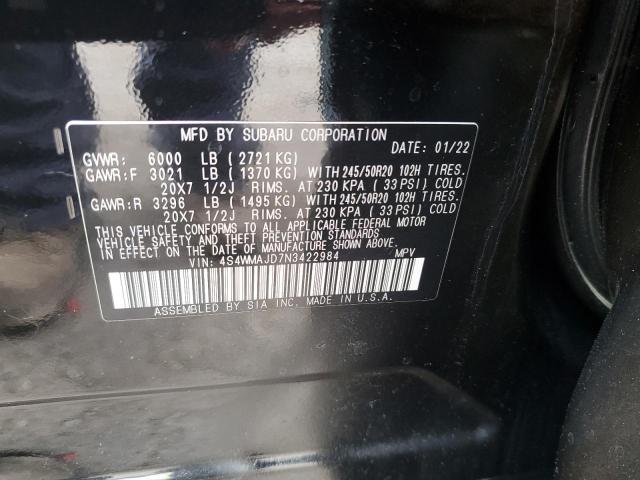 MFD BY SUBARU CORPORATION DATE: 01/22
GVWR: 6000 LB (2721 KG)
GAWR:F 3021 LB (1370 KG) WITH 245/50R20 102H TIRES.
20X7 1/2J RIMS. AT 230 KPA (33 PSI) COLD
GAWR:R 3296 LB (1495 KG) WITH 245/50R20 102H TIRES.
20X7 1/2J RIMS. AT 230 KPA (33 PSI) COLD
THIS VEHICLE CONFORMS TO ALL APPLICABLE FEDERAL MOTOR
VEHICLE SAFETY AND THEFT PREVENTION STANDARDS
IN EFFECT ON THE DATE OF MANUFACTURE SHOWN ABOVE.
VIN: 4S4WMAJD7N3422984 MPV
ASSEMBLED BY SIA INC. MADE IN U.S.A.